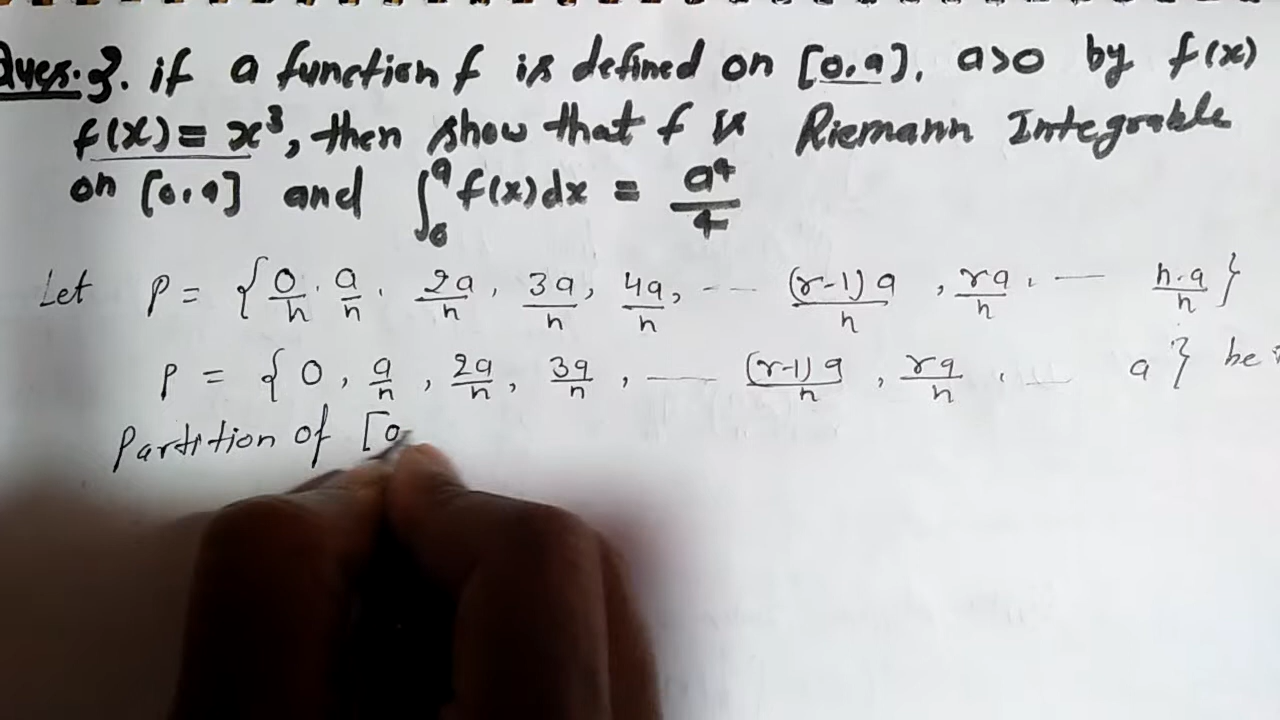 Ques.3. if a function f is defined on [0,a], a>0 by f(x)
f(x) = x³, then show that f is Riemann Integrable
on [0,a] and ∫₀ᵃ f(x)dx = a⁴/4
Let P = {0/n, a/n, 2a/n, 3a/n, 4a/n, --- (r-1)a/n, ra/n, --- n.a/n}
P = {0, a/n, 2a/n, 3a/n, --- (r-1)a/n, ra/n, --- a} be
Partition of [0